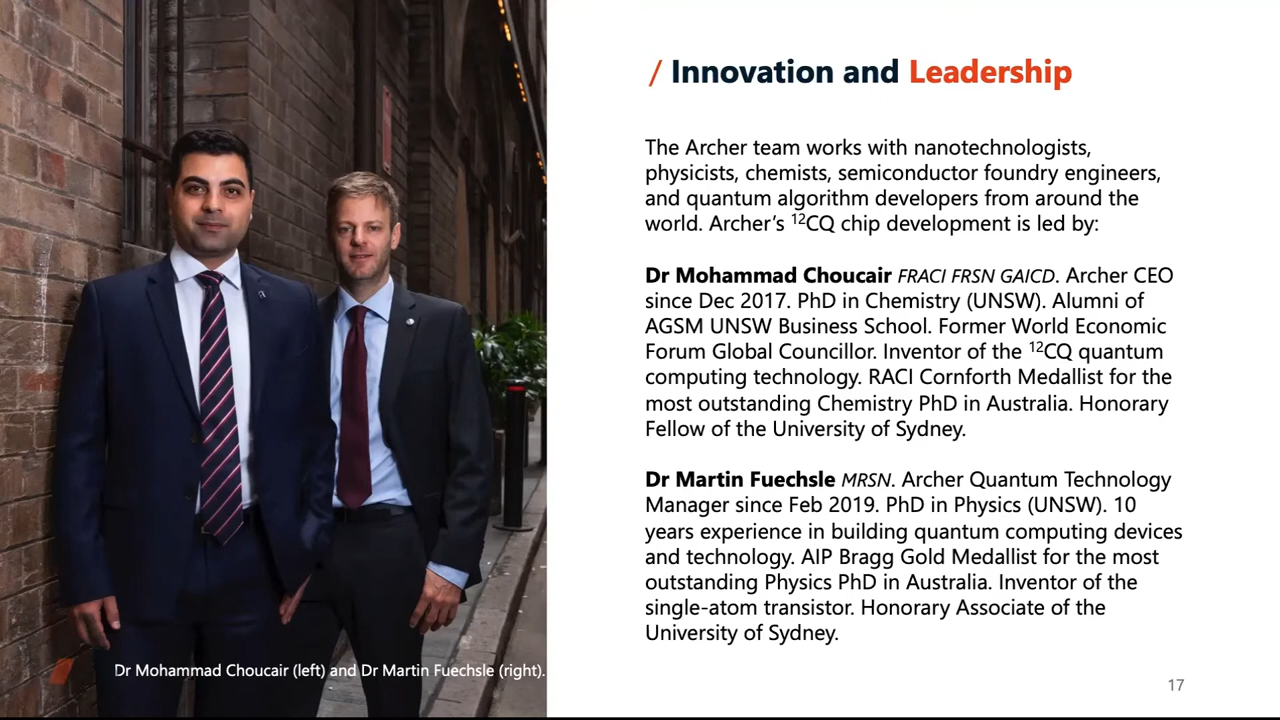 / Innovation and Leadership
The Archer team works with nanotechnologists,
physicists, chemists, semiconductor foundry engineers,
and quantum algorithm developers from around the
world. Archer’s ¹²CQ chip development is led by:
Dr Mohammad Choucair FRACI FRSN GAICD. Archer CEO
since Dec 2017. PhD in Chemistry (UNSW). Alumni of
AGSM UNSW Business School. Former World Economic
Forum Global Councillor. Inventor of the ¹²CQ quantum
computing technology. RACI Cornforth Medallist for the
most outstanding Chemistry PhD in Australia. Honorary
Fellow of the University of Sydney.
Dr Martin Fuechsle MRSN. Archer Quantum Technology
Manager since Feb 2019. PhD in Physics (UNSW). 10
years experience in building quantum computing devices
and technology. AIP Bragg Gold Medallist for the most
outstanding Physics PhD in Australia. Inventor of the
single-atom transistor. Honorary Associate of the
University of Sydney.
Dr Mohammad Choucair (left) and Dr Martin Fuechsle (right).
17